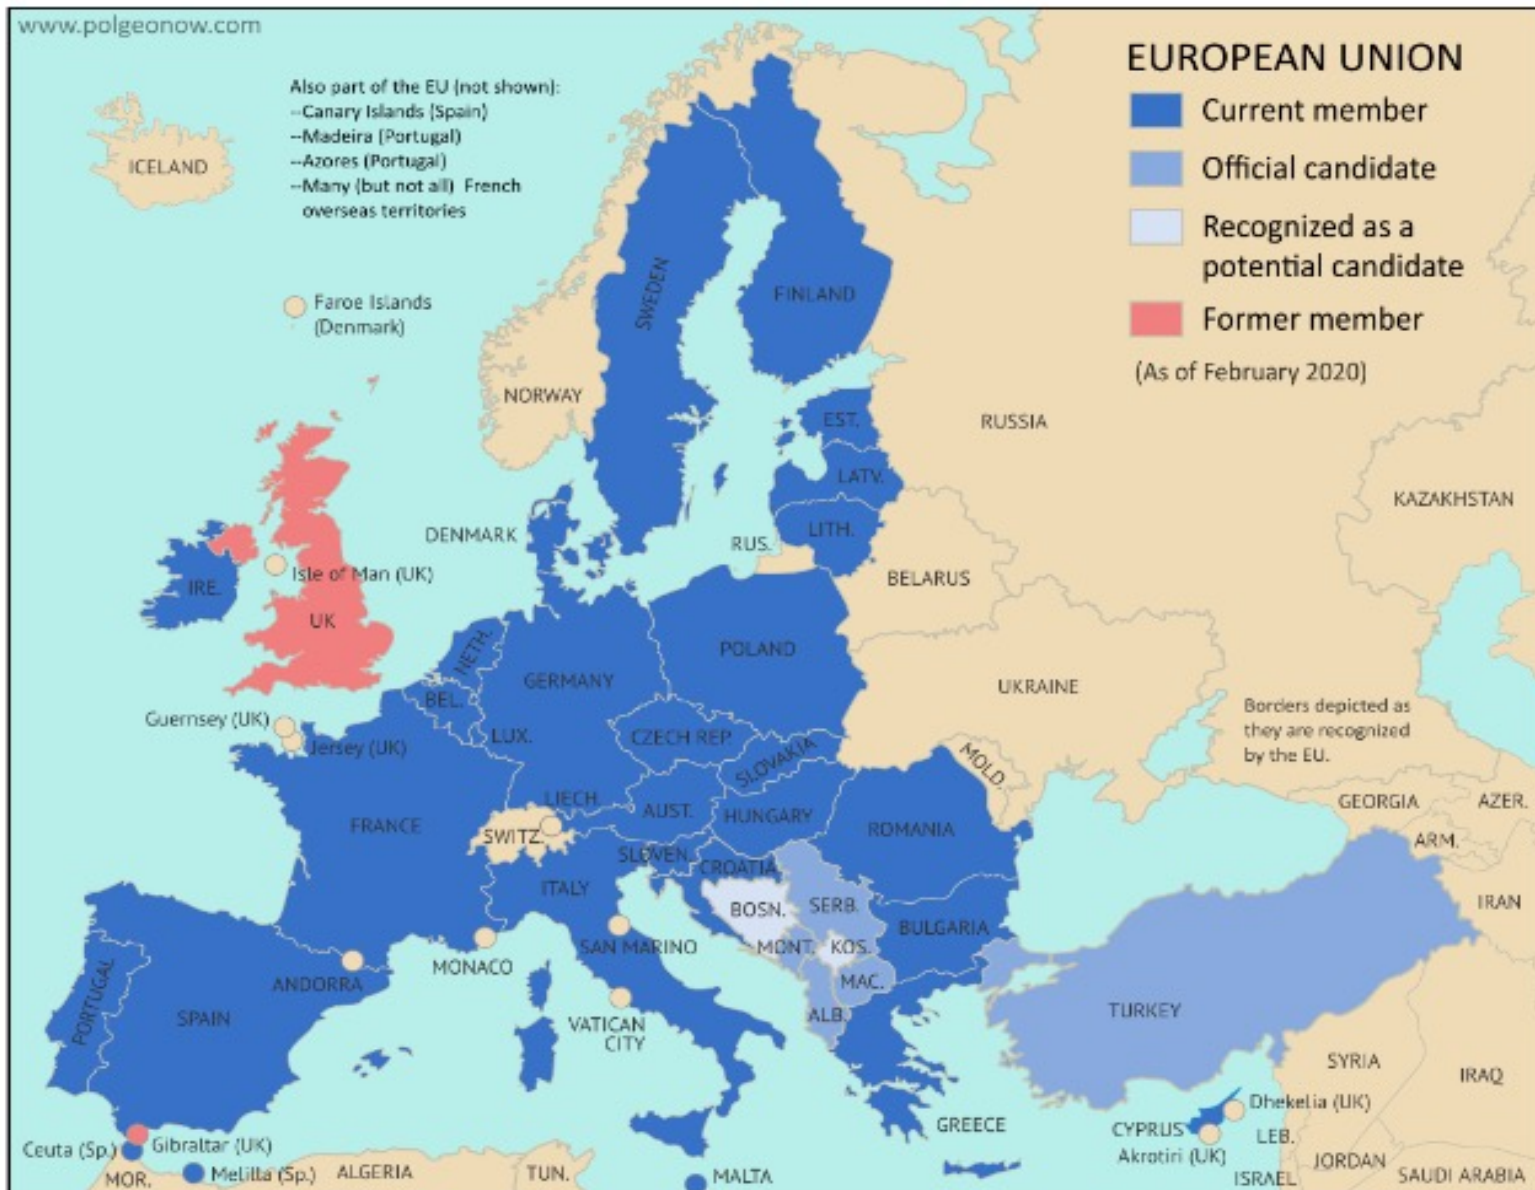 www.polgeonow.com
Also part of the EU (not shown):
--Canary Islands (Spain)
--Madeira (Portugal)
--Azores (Portugal)
--Many (but not all) French
overseas territories
EUROPEAN UNION
Current member
Official candidate
Recognized as a
potential candidate
Former member
(As of February 2020)
ICELAND
Faroe Islands
(Denmark)
SWEDEN
FINLAND
NORWAY
RUSSIA
EST.
LATV.
LITH.
KAZAKHSTAN
DENMARK
RUS.
BELARUS
IRE.
Isle of Man (UK)
UK
NETH.
POLAND
GERMANY
BEL.
UKRAINE
Guernsey (UK)
Jersey (UK)
LUX.
CZECH REP
SLOVAKIA
MOLD.
Borders depicted as
they are recognized
by the EU.
LIECH.
AUST.
HUNGARY
GEORGIA
AZER.
FRANCE
SWITZ.
ROMANIA
ARM.
SLOVEN.
CROATIA
ITALY
BOSN.
SERB.
IRAN
BULGARIA
SAN MARINO
MONT.
KOS.
MONACO
ANDORRA
MAC.
PORTUGAL
SPAIN
VATICAN
CITY
ALB.
TURKEY
SYRIA
IRAQ
GREECE
Dhekelia (UK)
CYPRUS
LEB.
Akrotiri (UK)
Ceuta (Sp.)
Gibraltar (UK)
MOR.
Melilla (Sp.)
ALGERIA
TUN.
MALTA
ISRAEL
JORDAN
SAUDI ARABIA